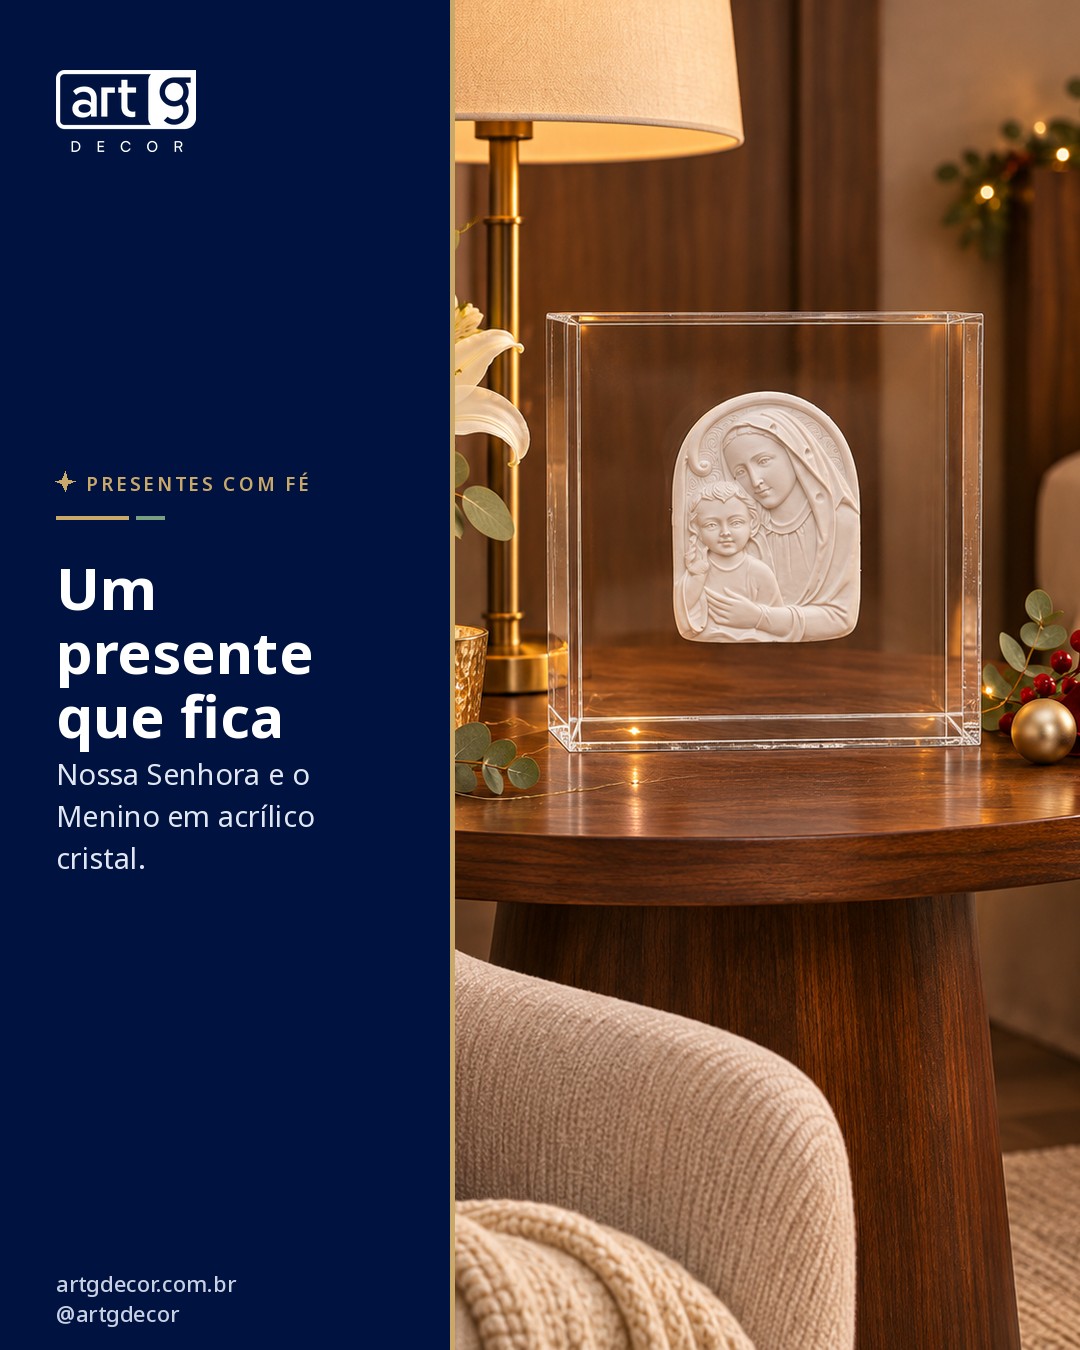 art g
DECOR
PRESENTES COM FÉ
Um
presente
que fica
Nossa Senhora e o
Menino em acrílico
cristal.
artgdecor.com.br
@artgdecor